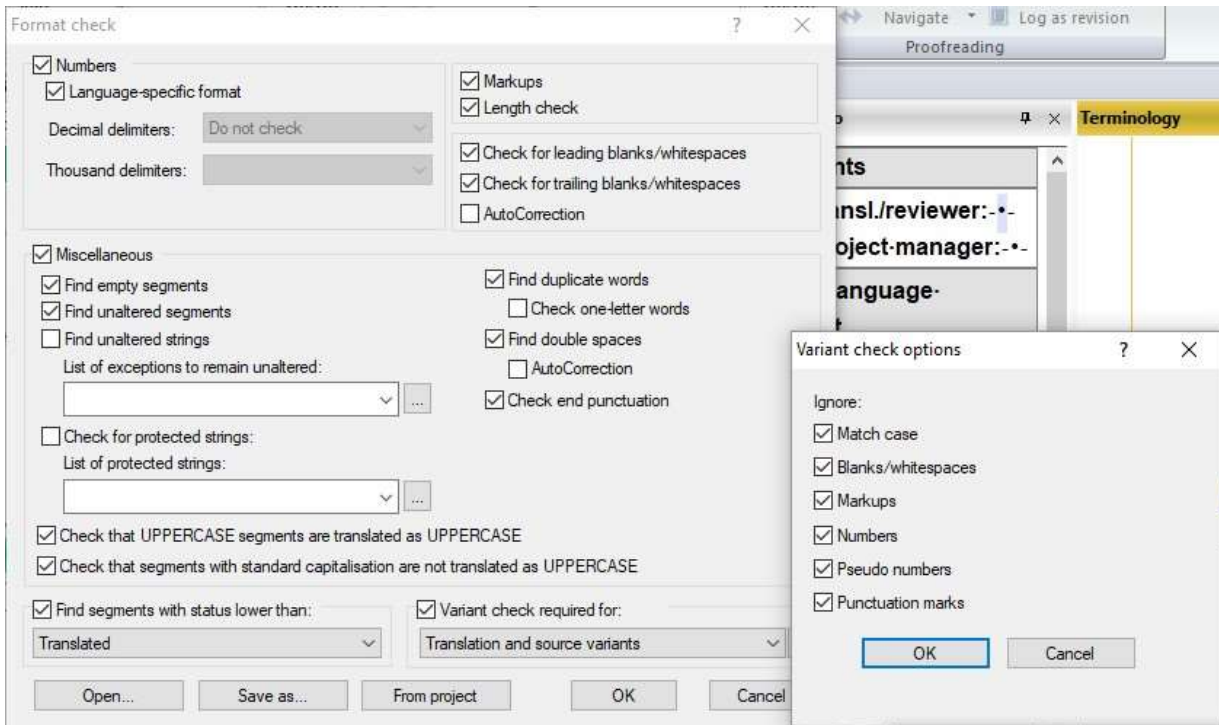 Format check ? ×
Numbers
Language-specific format
Decimal delimiters: Do not check
Thousand delimiters:
Markups
Length check
Check for leading blanks/whitespaces
Check for trailing blanks/whitespaces
AutoCorrection
Miscellaneous
Find empty segments
Find unaltered segments
Find unaltered strings
List of exceptions to remain unaltered:
...
Check for protected strings:
List of protected strings:
...
Find duplicate words
Check one-letter words
Find double spaces
AutoCorrection
Check end punctuation
Check that UPPERCASE segments are translated as UPPERCASE
Check that segments with standard capitalisation are not translated as UPPERCASE
Find segments with status lower than:
Translated
Variant check required for:
Translation and source variants
Open... Save as... From project OK Cancel
Navigate Log as revision
Proofreading
Terminology
nts
ansl./reviewer:-•-
oject·manager:-•-
anguage·
Variant check options ? ×
Ignore:
Match case
Blanks/whitespaces
Markups
Numbers
Pseudo numbers
Punctuation marks
OK Cancel